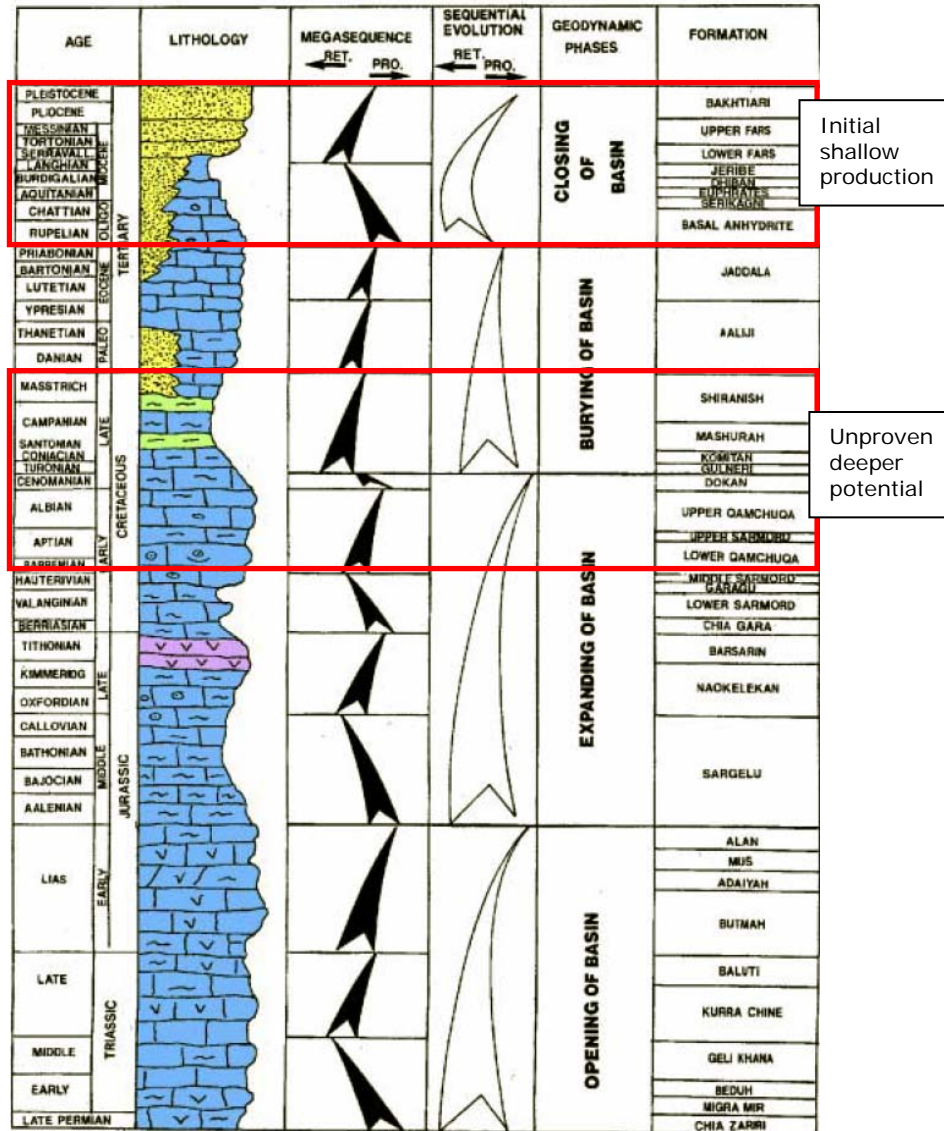 AGE
LITHOLOGY
MEGASEQUENCE
RET.
PRO.
SEQUENTIAL
EVOLUTION
RET.
PRO.
GEODYNAMIC
PHASES
FORMATION
PLEISTOCENE
PLIOCENE
MESSINIAN
TORTONIAN
SERRAVALL.
LANGHIAN
BURDIGALIAN
AQUITANIAN
CHATTIAN
RUPELIAN
PRIABONIAN
BARTONIAN
LUTETIAN
YPRESIAN
THANETIAN
DANIAN
MASSTRICH
CAMPANIAN
SANTONIAN
CONIACIAN
TURONIAN
CENOMANIAN
ALBIAN
APTIAN
BARREMIAN
HAUTERIVIAN
VALANGINIAN
BERRIASIAN
TITHONIAN
KIMMERIDG
OXFORDIAN
CALLOVIAN
BATHONIAN
BAJOCIAN
AALENIAN
LIAS
LATE
MIDDLE
EARLY
LATE PERMIAN
MIOCENE
OLIGO
EOCENE
PALEO
LATE
EARLY
LATE
MIDDLE
EARLY
TERTIARY
CRETACEOUS
JURASSIC
TRIASSIC
CLOSING
OF
BASIN
BURYING OF BASIN
EXPANDING OF BASIN
OPENING OF BASIN
BAKHTIARI
UPPER FARS
LOWER FARS
JERIBE
DHIBAN
EUPHRATES
SERIKAGNI
BASAL ANHYDRITE
JADDALA
AALIJI
SHIRANISH
MASHURAH
KOMITAN
GULNERI
DOKAN
UPPER QAMCHUQA
UPPER SARMORD
LOWER QAMCHUQA
MIDDLE SARMORD
GARAGU
LOWER SARMORD
CHIA GARA
BARSARIN
NAOKELEKAN
SARGELU
ALAN
MUS
ADAIYAH
BUTMAH
BALUTI
KURRA CHINE
GELI KHANA
BEDUH
MIGRA MIR
CHIA ZARIRI
Initial
shallow
production
Unproven
deeper
potential